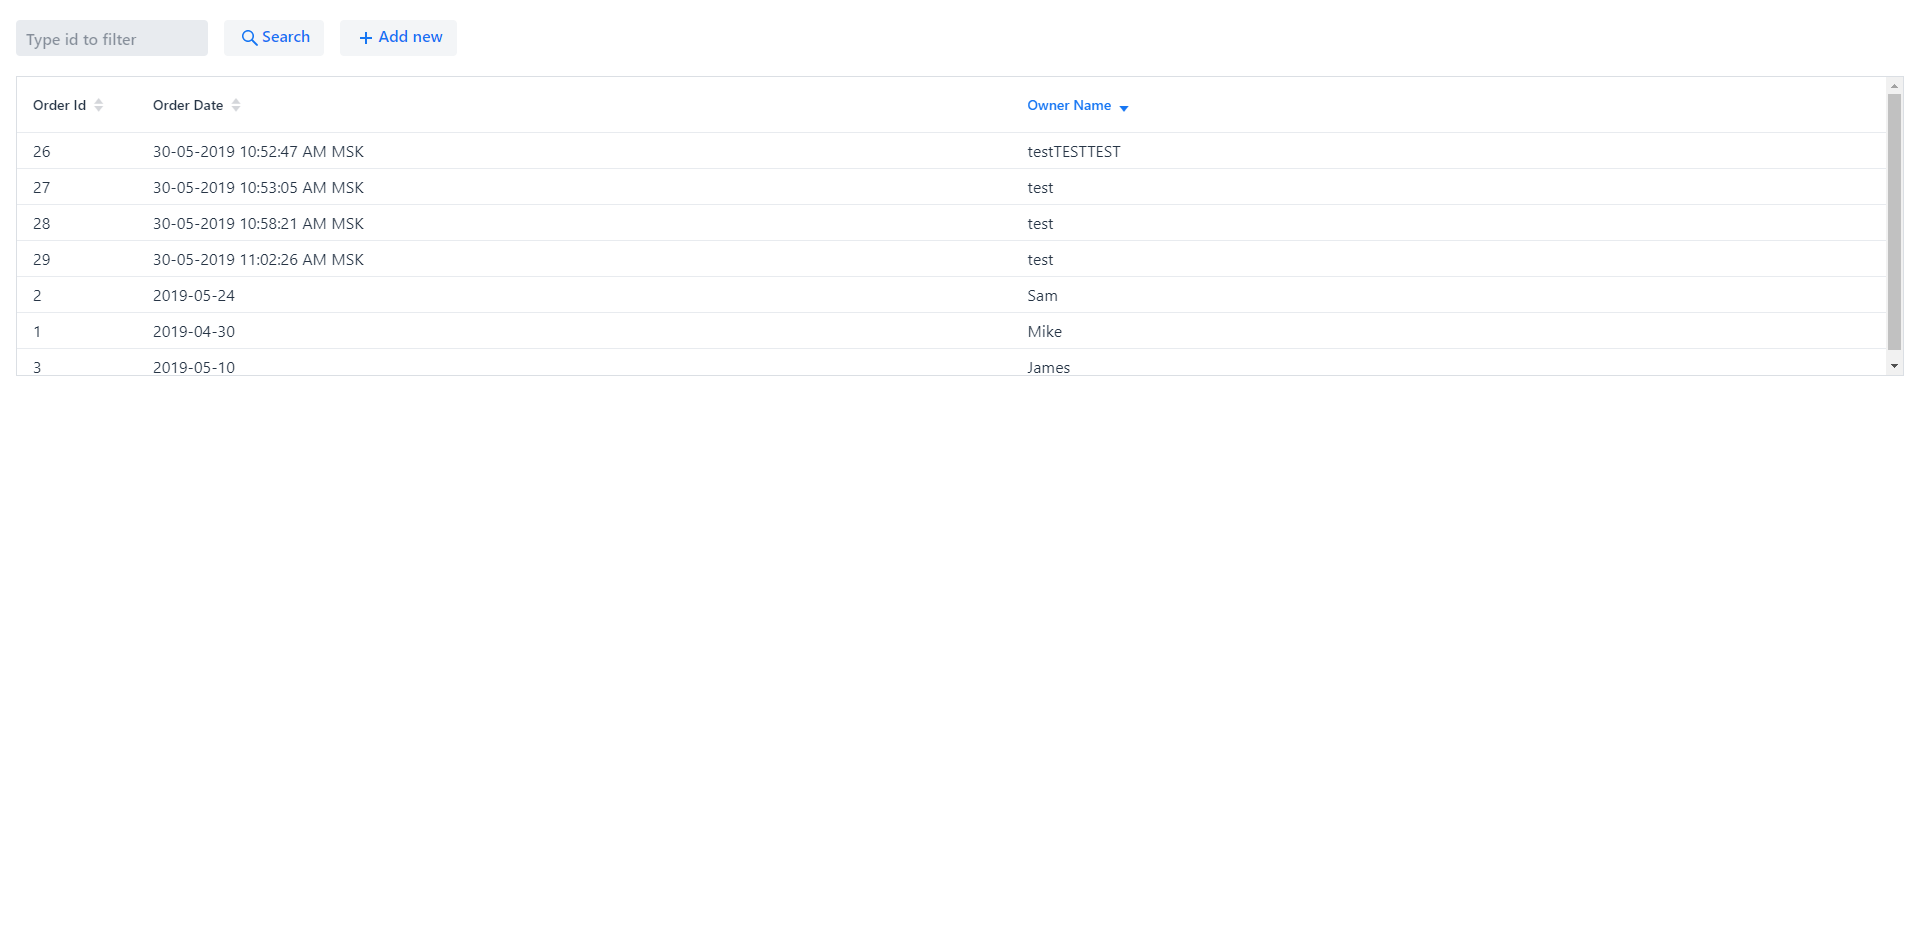 Type id to filter Search Add new
Order Id Order Date Owner Name
26 30-05-2019 10:52:47 AM MSK testTESTTEST
27 30-05-2019 10:53:05 AM MSK test
28 30-05-2019 10:58:21 AM MSK test
29 30-05-2019 11:02:26 AM MSK test
2 2019-05-24 Sam
1 2019-04-30 Mike
3 2019-05-10 James